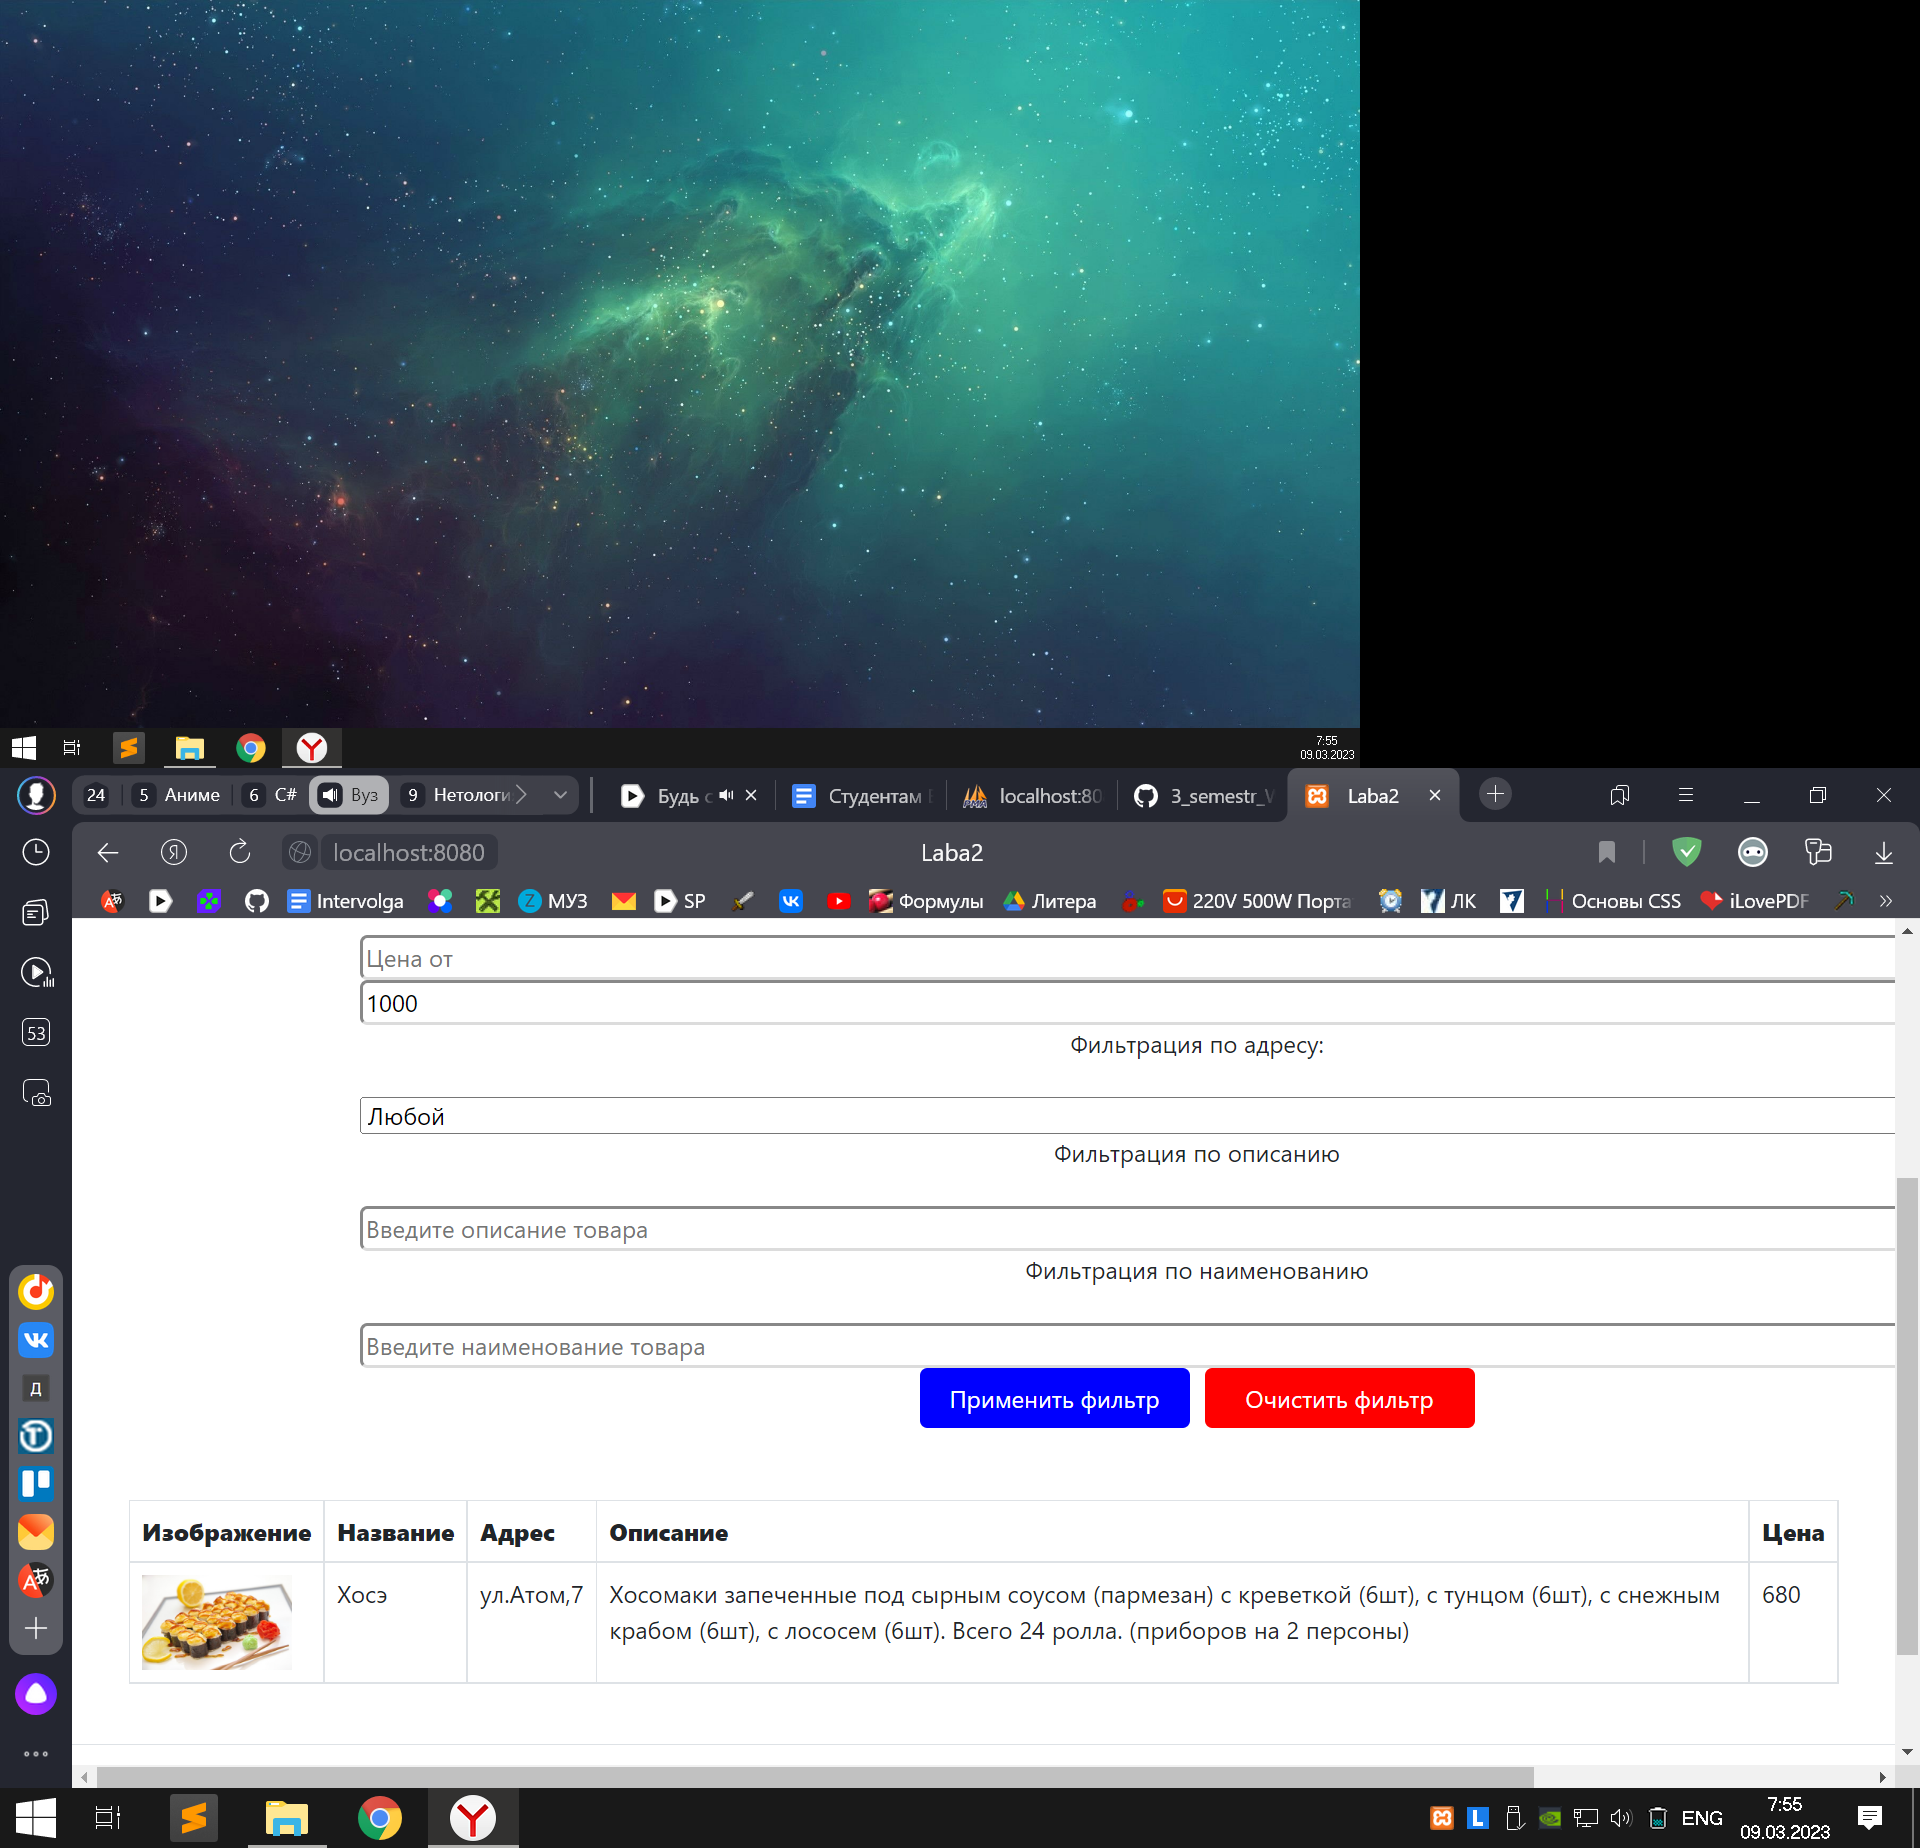 7:55
09.03.2023
24
5 Аниме
6 C#
Вуз
9 Нетологи
Будь с
Студентам
localhost:80
3_semestr_
Laba2
localhost:8080
Laba2
Intervolga
МУЗ
SP
Формулы
Литера
220V 500W Порта
ЛК
Основы CSS
iLovePDF
53
Цена от
1000
Фильтрация по адресу:
Любой
Фильтрация по описанию
Введите описание товара
Фильтрация по наименованию
Введите наименование товара
Применить фильтр
Очистить фильтр
Изображение Название Адрес Описание Цена
Хосэ ул.Атом,7 Хосомаки запеченные под сырным соусом (пармезан) с креветкой (6шт), с тунцом (6шт), с снежным 680
крабом (6шт), с лососем (6шт). Всего 24 ролла. (приборов на 2 персоны)
ENG
7:55
09.03.2023